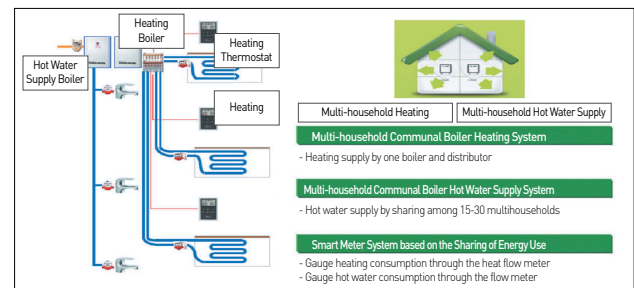 Heating
Boiler
Hot Water
Supply Boiler
Heating
Thermostat
Heating
Multi-household Heating
Multi-household Hot Water Supply
Multi-household Communal Boiler Heating System
- Heating supply by one boiler and distributor
Multi-household Communal Boiler Hot Water Supply System
- Hot water supply by sharing among 15-30 multihouseholds
Smart Meter System based on the Sharing of Energy Use
- Gauge heating consumption through the heat flow meter
- Gauge hot water consumption through the flow meter